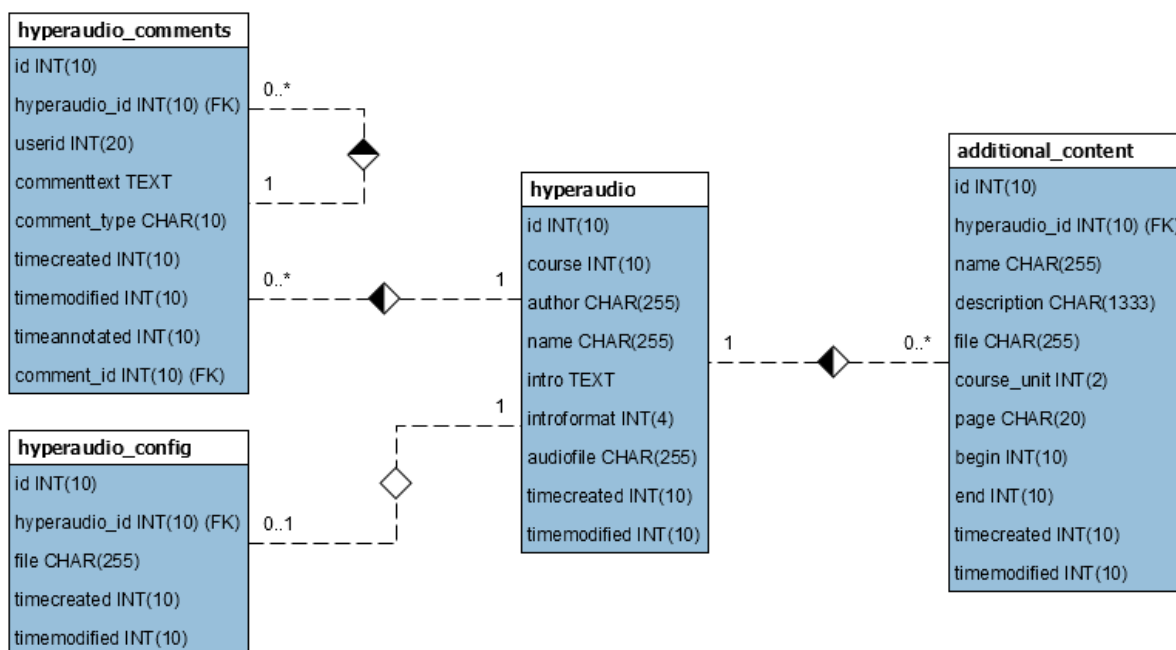 hyperaudio_comments
id INT(10)
hyperaudio_id INT(10) (FK)
userid INT(20)
commenttext TEXT
comment_type CHAR(10)
timecreated INT(10)
timemodified INT(10)
timeannotated INT(10)
comment_id INT(10) (FK)
0..*
1
0..*
1
hyperaudio_config
id INT(10)
hyperaudio_id INT(10) (FK)
file CHAR(255)
timecreated INT(10)
timemodified INT(10)
0..1
1
hyperaudio
id INT(10)
course INT(10)
author CHAR(255)
name CHAR(255)
intro TEXT
introformat INT(4)
audiofile CHAR(255)
timecreated INT(10)
timemodified INT(10)
1
0..*
additional_content
id INT(10)
hyperaudio_id INT(10) (FK)
name CHAR(255)
description CHAR(1333)
file CHAR(255)
course_unit INT(2)
page CHAR(20)
begin INT(10)
end INT(10)
timecreated INT(10)
timemodified INT(10)